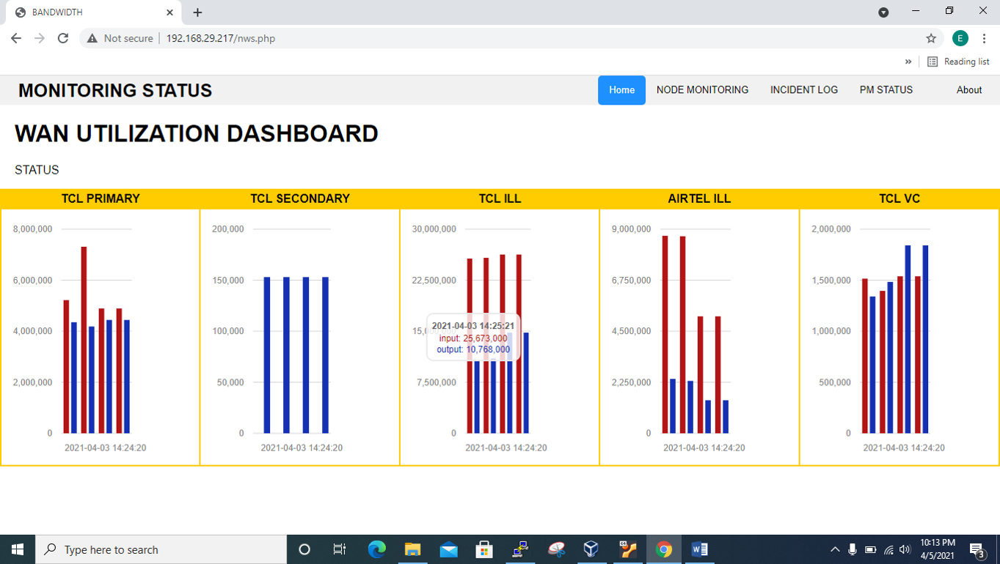 BANDWIDTH
Not secure 192.168.29.217/nws.php
E
» Reading list
MONITORING STATUS Home NODE MONITORING INCIDENT LOG PM STATUS About
WAN UTILIZATION DASHBOARD
STATUS
TCL PRIMARY TCL SECONDARY TCL ILL AIRTEL ILL TCL VC
8,000,000 200,000 30,000,000 9,000,000 2,000,000
6,000,000 150,000 22,500,000 6,750,000 1,500,000
2021-04-03 14:25:21
4,000,000 100,000 4,500,000 1,000,000
input: 25,673,000
output: 10,768,000
2,000,000 50,000 7,500,000 2,250,000 500,000
0 0 0 0 0
2021-04-03 14:24:20 2021-04-03 14:24:20 2021-04-03 14:24:20 2021-04-03 14:24:20 2021-04-03 14:24:20
Type here to search
64
W
10:13 PM
4/5/2021
3